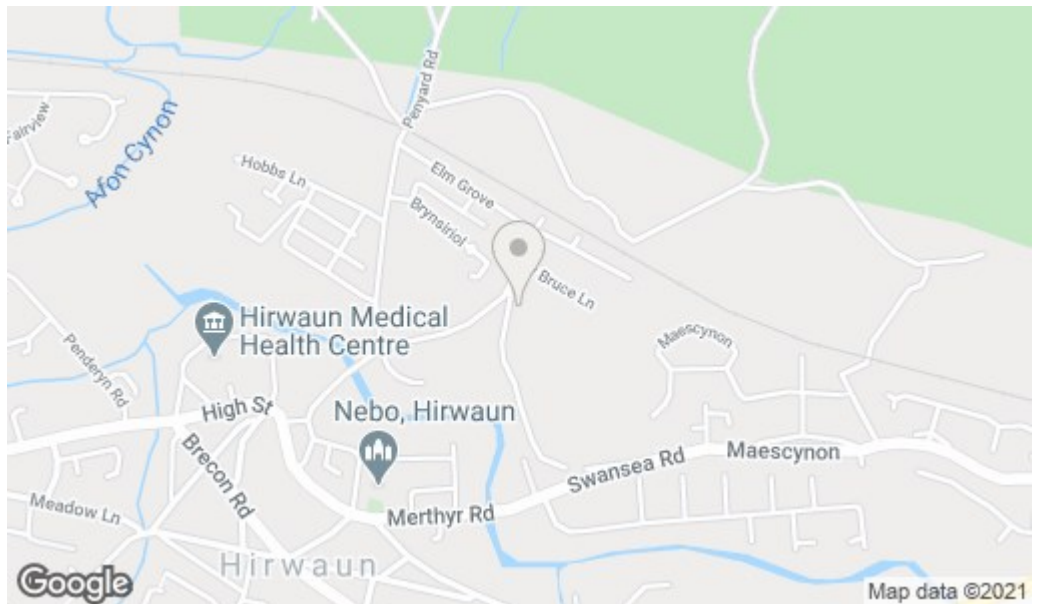 Penyard Rd
Fairview
Afon Cynon
Hobbs Ln
Elm Grove
Brynsiriol
Bruce Ln
Hirwaun Medical
Health Centre
Maescynon
Penderyn Rd
High St
Nebo, Hirwaun
Brecon Rd
Swansea Rd
Maescynon
Meadow Ln
Merthyr Rd
Hirwaun
Google
Map data ©2021